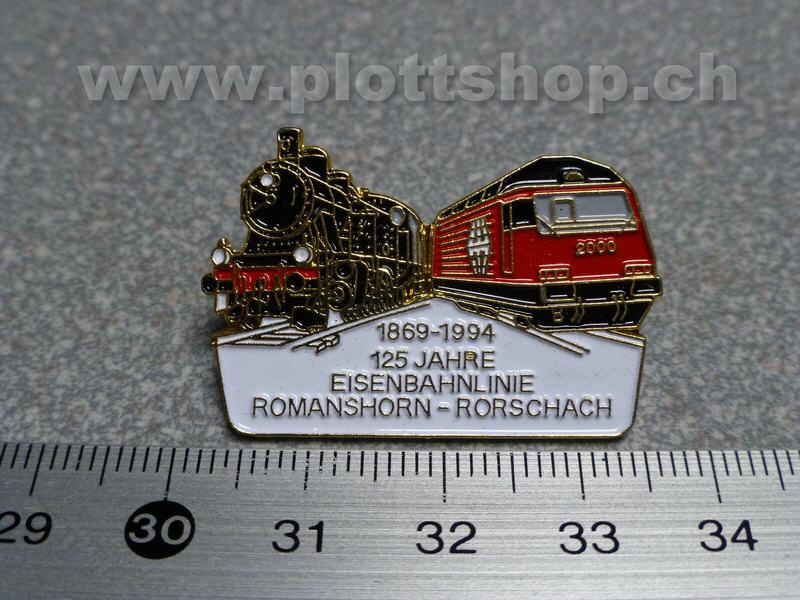 www.plottshop.ch
2000
1869-1994
125 JAHRE
EISENBAHNLINIE
ROMANSHORN - RORSCHACH
29 30 31 32 33 34